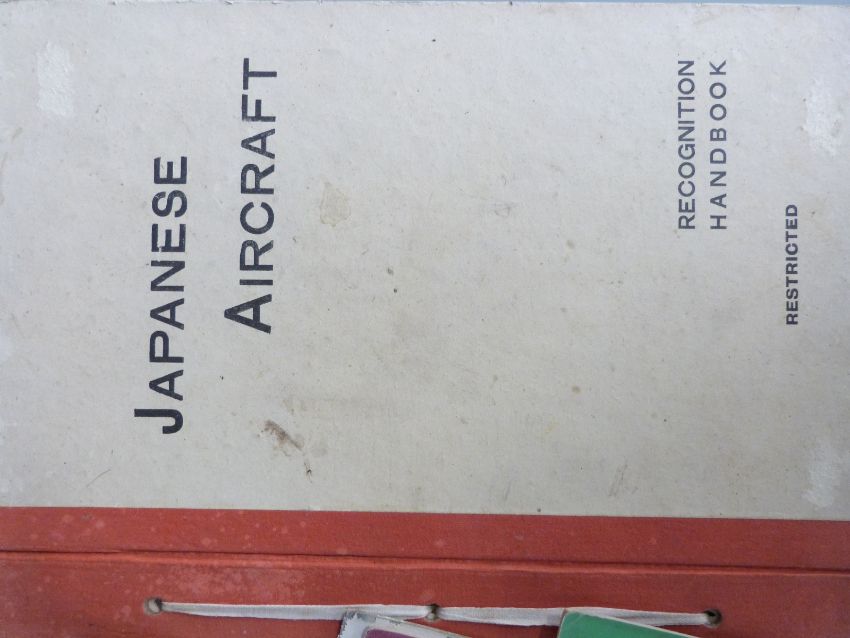 JAPANESE
AIRCRAFT
RECOGNITION
HANDBOOK
RESTRICTED